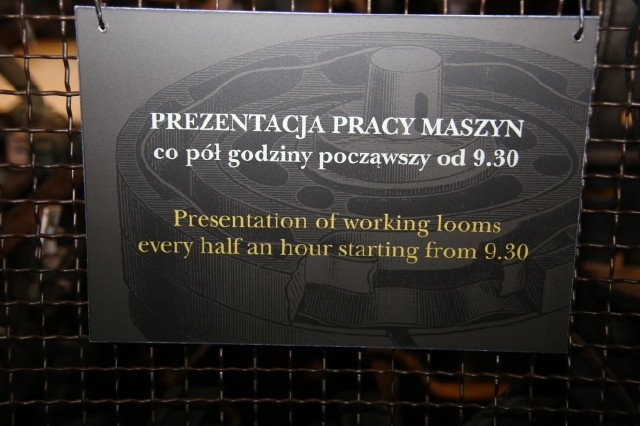 PREZENTACJA PRACY MASZYN
co pół godziny począwszy od 9.30
Presentation of working looms
every half an hour starting from 9.30